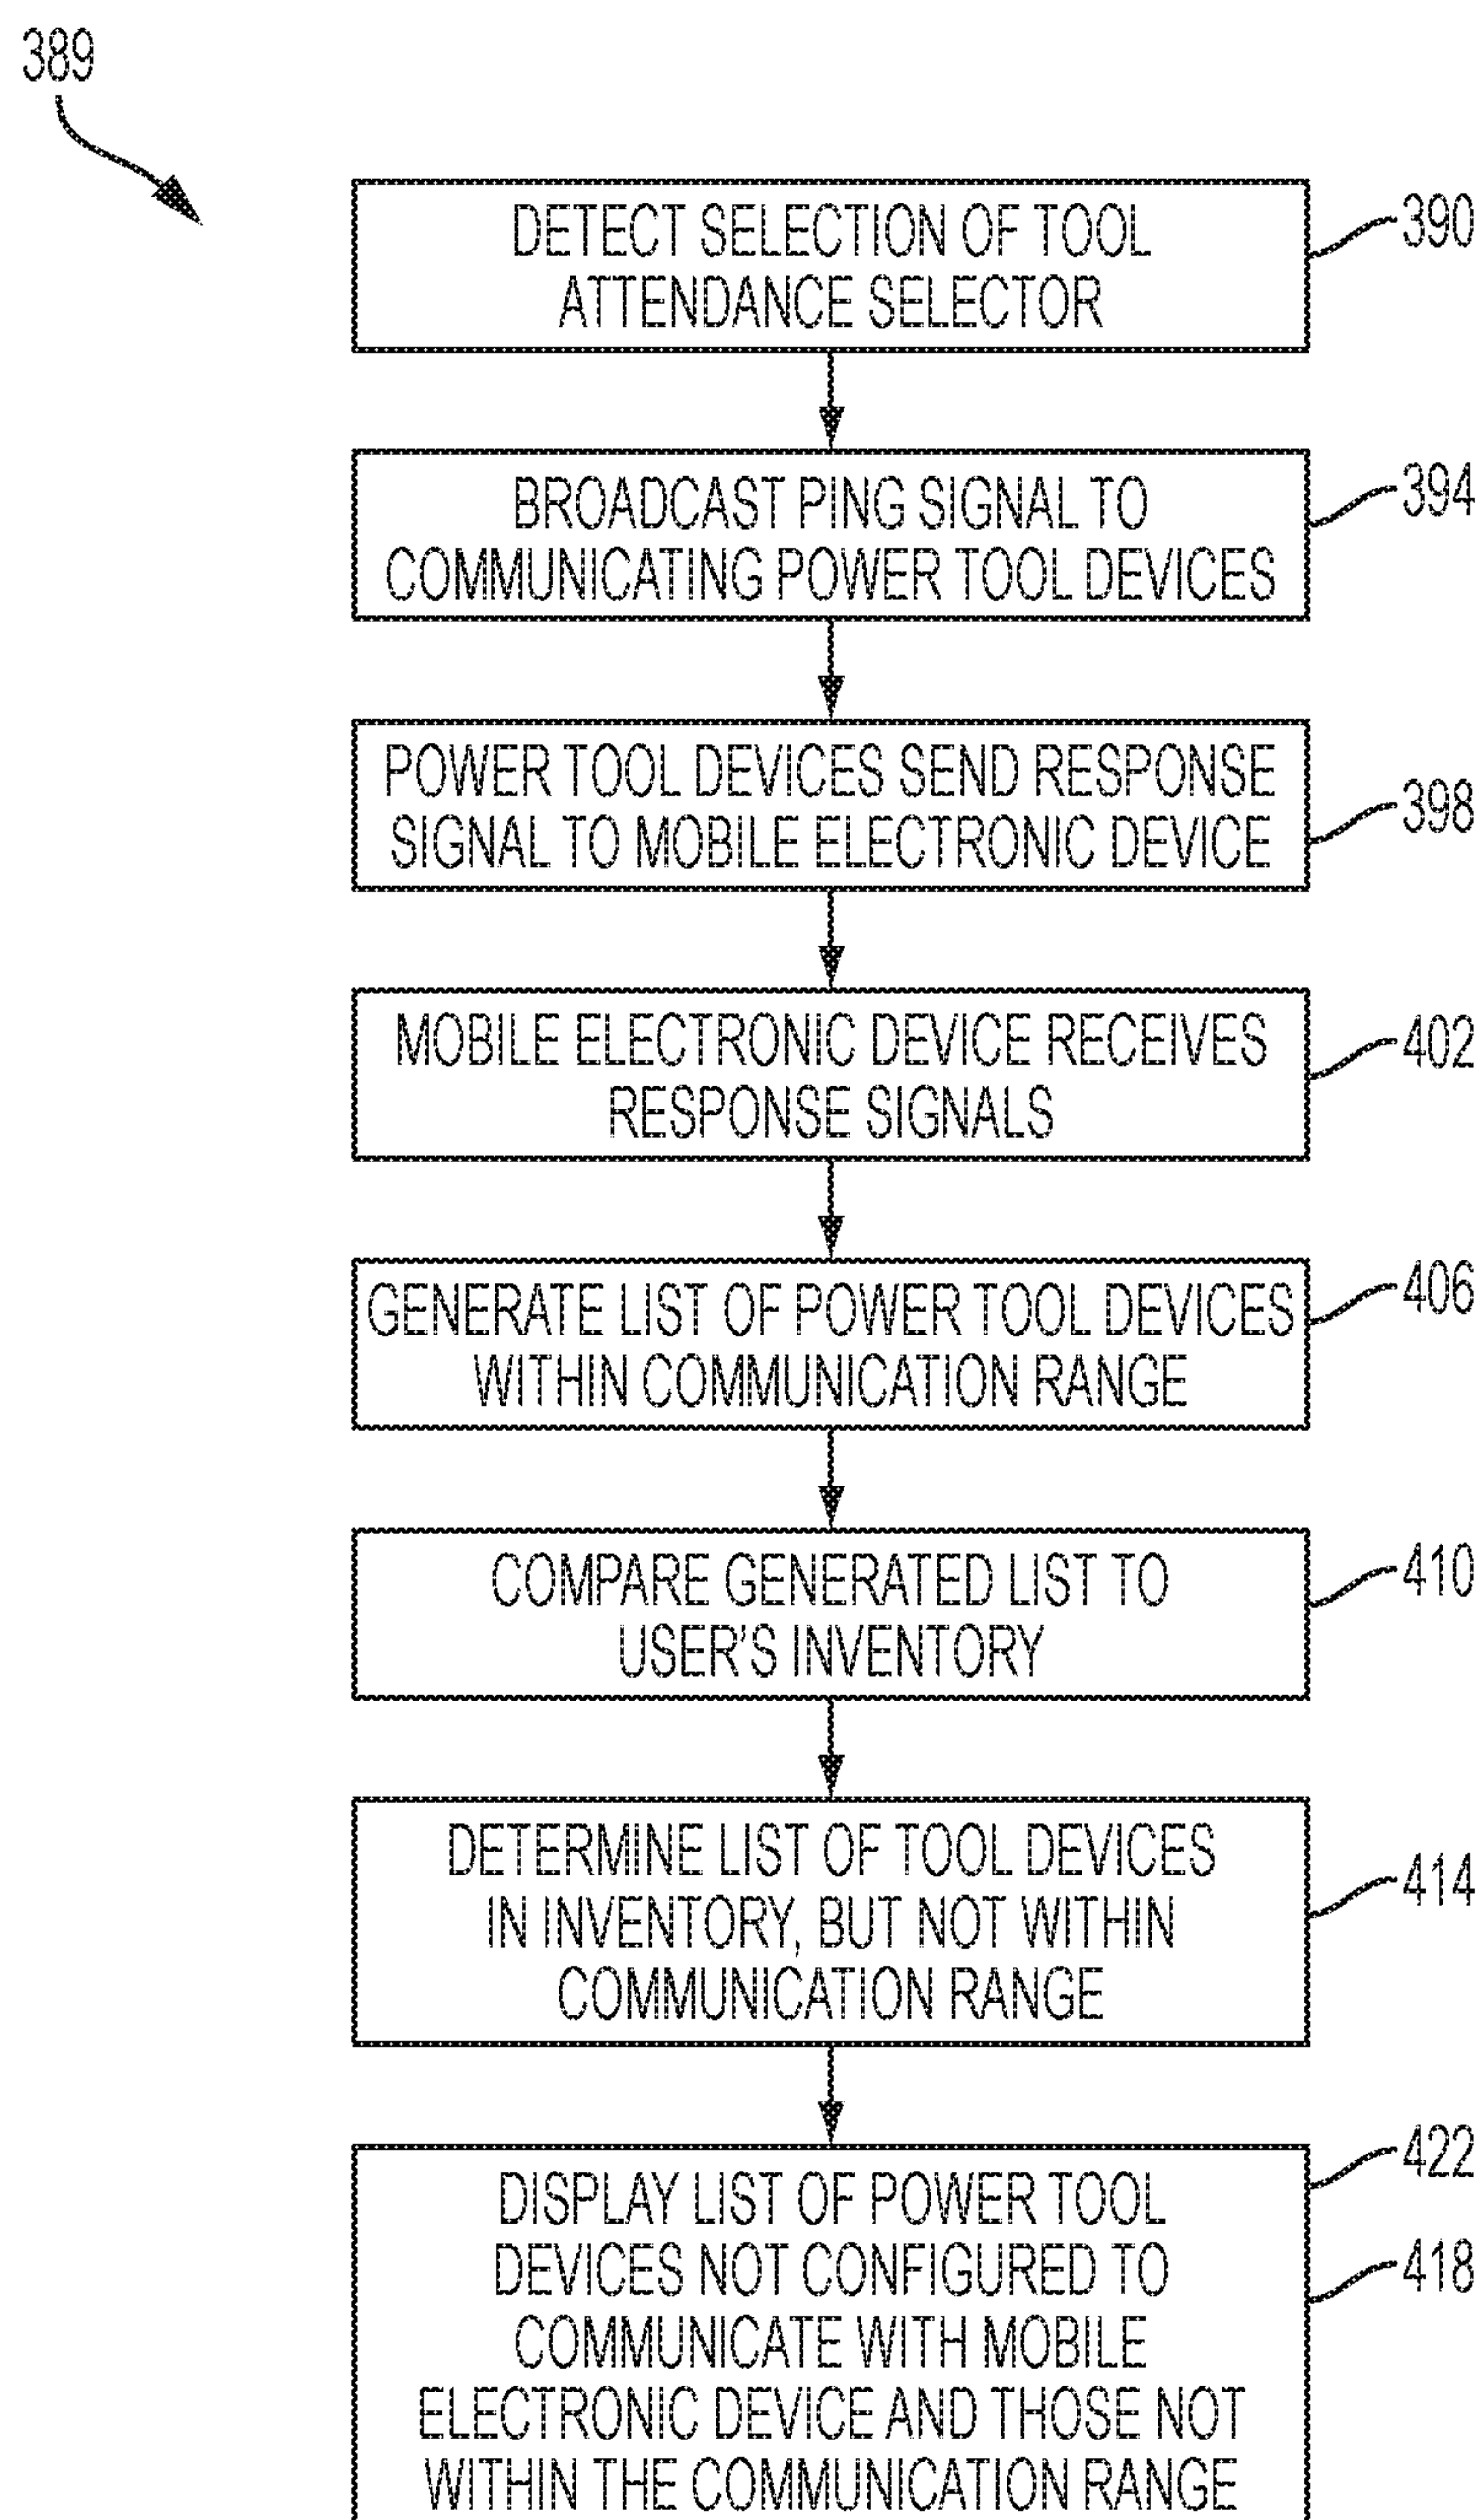 389
DETECT SELECTION OF TOOL
ATTENDANCE SELECTOR
390
BROADCAST PING SIGNAL TO
COMMUNICATING POWER TOOL DEVICES
394
POWER TOOL DEVICES SEND RESPONSE
SIGNAL TO MOBILE ELECTRONIC DEVICE
398
MOBILE ELECTRONIC DEVICE RECEIVES
RESPONSE SIGNALS
402
GENERATE LIST OF POWER TOOL DEVICES
WITHIN COMMUNICATION RANGE
406
COMPARE GENERATED LIST TO
USER'S INVENTORY
410
DETERMINE LIST OF TOOL DEVICES
IN INVENTORY, BUT NOT WITHIN
COMMUNICATION RANGE
414
DISPLAY LIST OF POWER TOOL
DEVICES NOT CONFIGURED TO
COMMUNICATE WITH MOBILE
ELECTRONIC DEVICE AND THOSE NOT
WITHIN THE COMMUNICATION RANGE
422
418